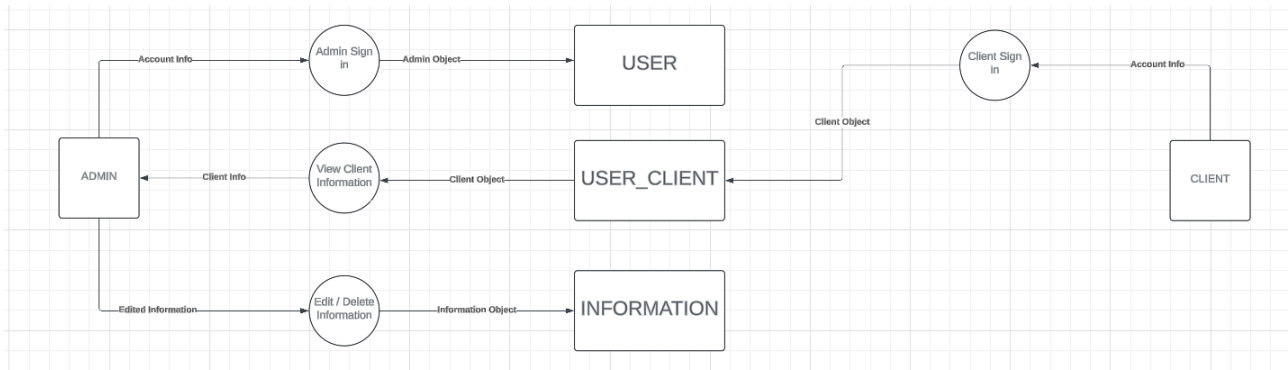 Account Info
Admin Sign
in
Admin Object
USER
Client Sign
in
Account Info
Client Object
ADMIN
Client Info
View Client
Information
Client Object
USER_CLIENT
CLIENT
Edited Information
Edit / Delete
Information
Information Object
INFORMATION